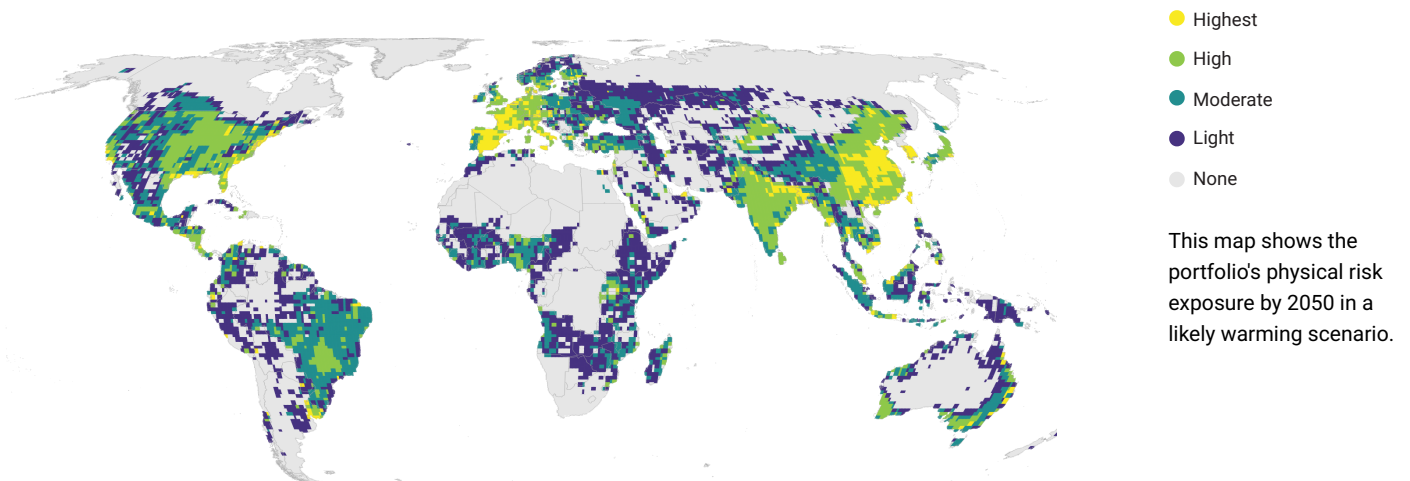 Highest
High
Moderate
Light
None
This map shows the
portfolio's physical risk
exposure by 2050 in a
likely warming scenario.